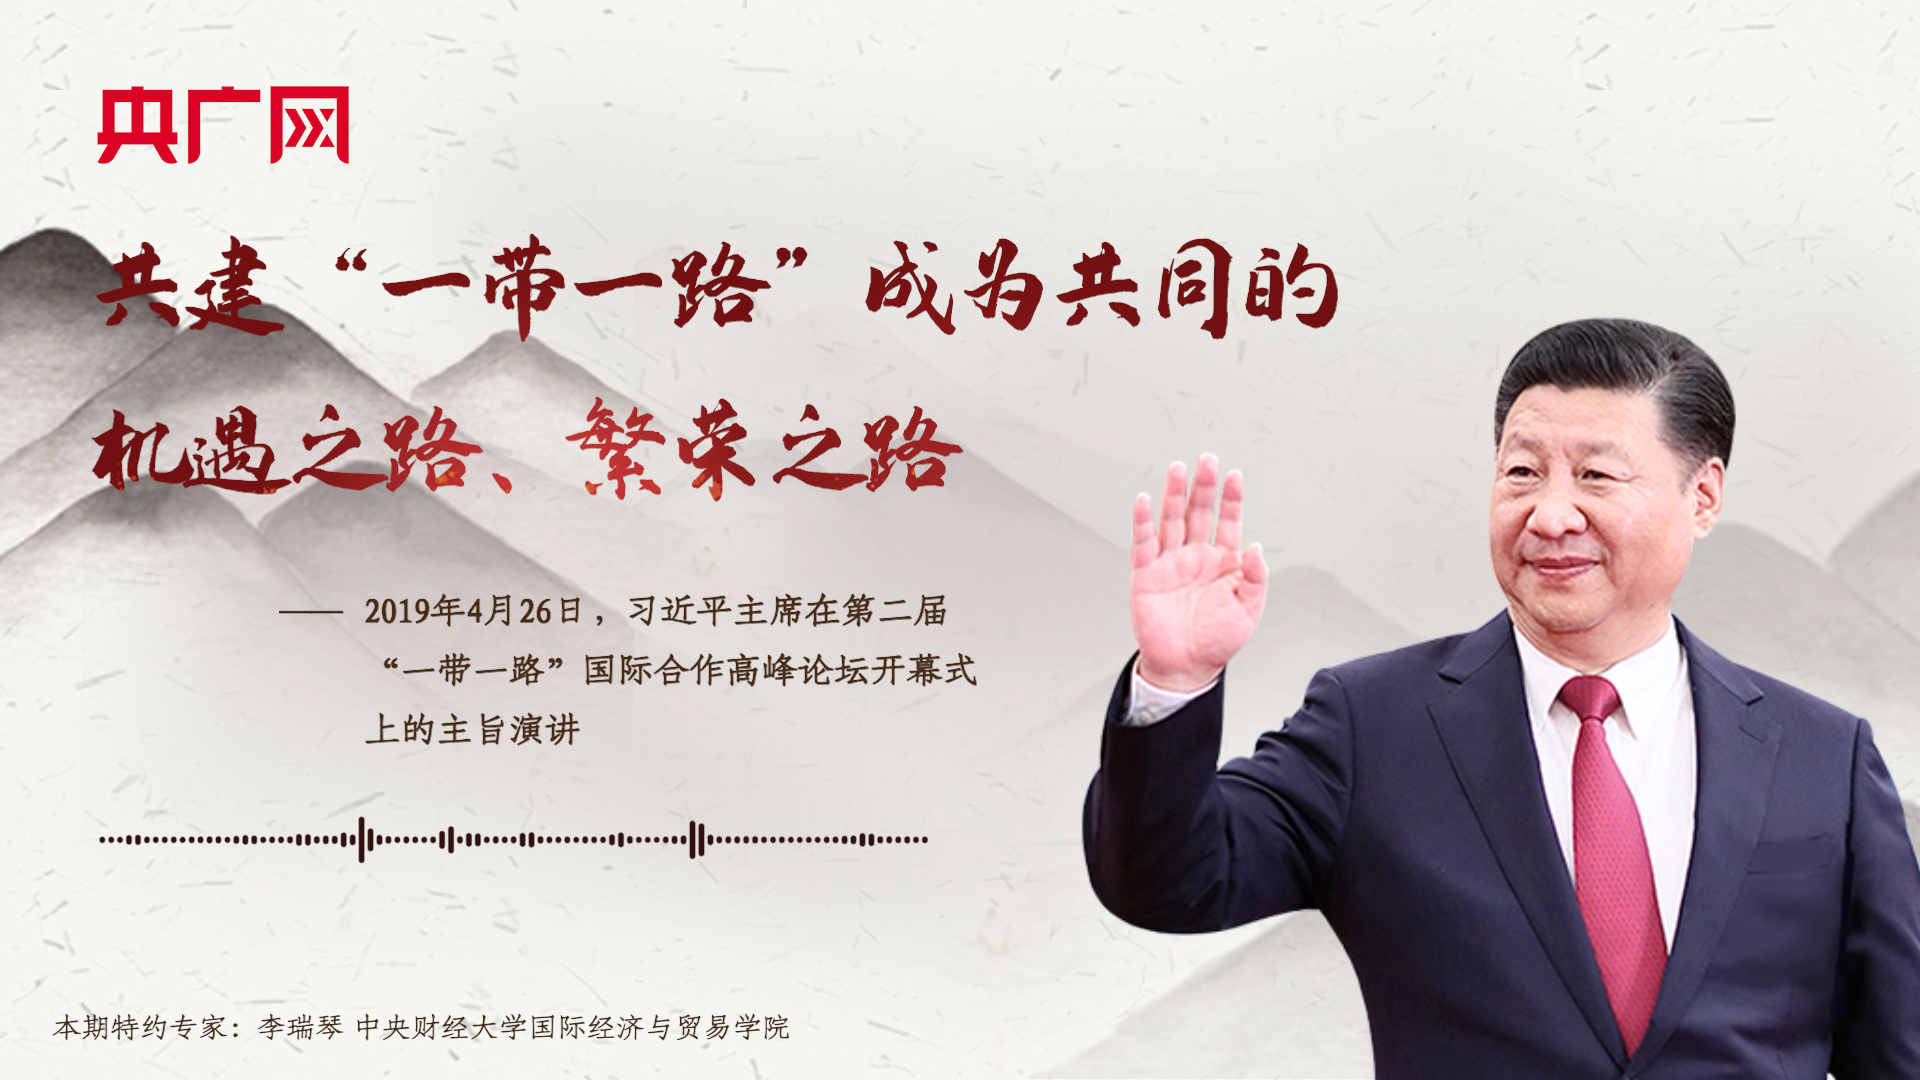 央广网
共建“一带一路”成为共同的
机遇之路、繁荣之路
—— 2019年4月26日，习近平主席在第二届
“一带一路”国际合作高峰论坛开幕式
上的主旨演讲
本期特约专家：李瑞琴 中央财经大学国际经济与贸易学院